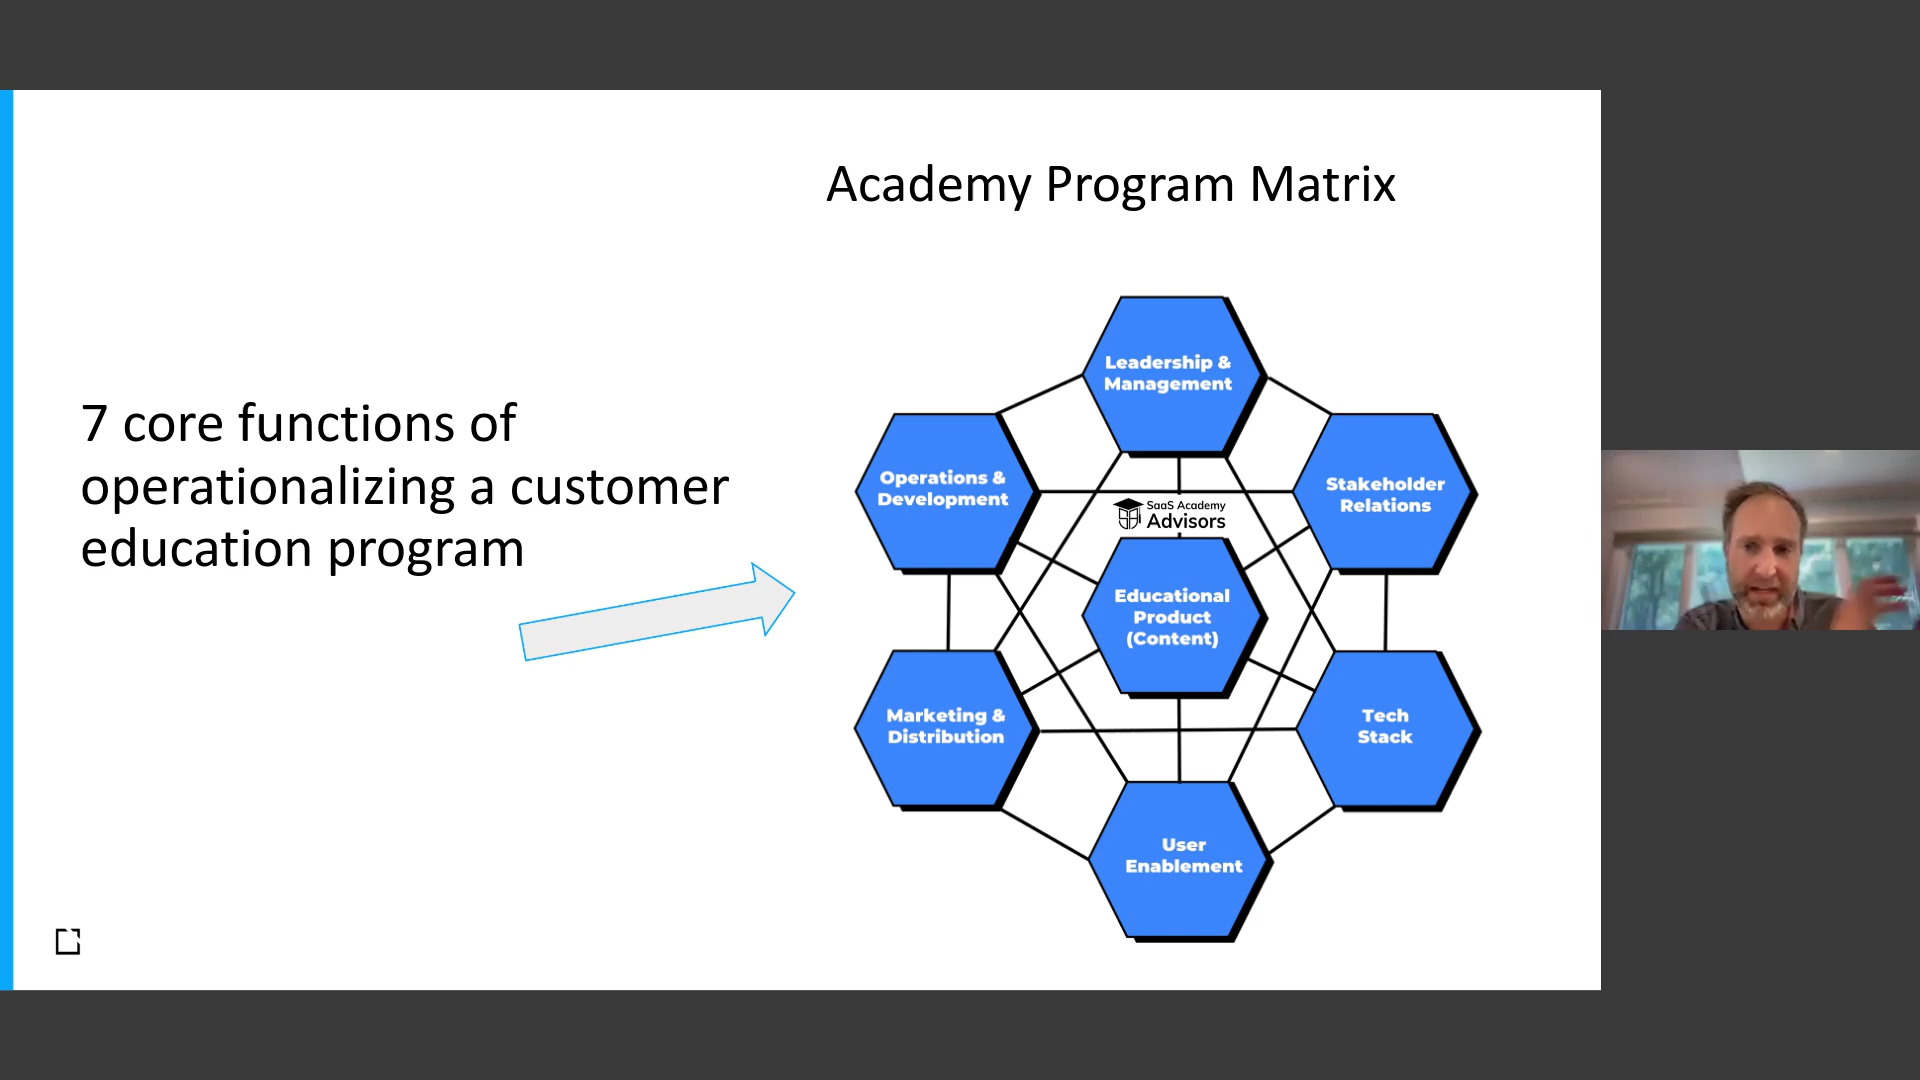 Academy Program Matrix
7 core functions of
operationalizing a customer
education program
Leadership &
Management
Operations &
Development
Stakeholder
Relations
SaaS Academy
Advisors
Educational
Product
(Content)
Marketing &
Distribution
Tech
Stack
User
Enablement